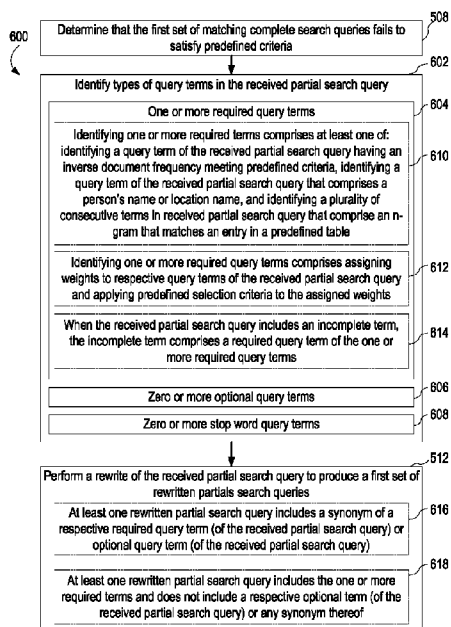 600
Determine that the first set of matching complete search queries fails to
satisfy predefined criteria
508
602
Identify types of query terms in the received partial search query
604
One or more required query terms
Identifying one or more required terms comprises at least one of:
identifying a query term of the received partial search query having an
inverse document frequency meeting predefined criteria, identifying a
query term of the received partial search query that comprises a
person's name or location name, and identifying a plurality of
consecutive terms in received partial search query that comprise an n-
gram that matches an entry in a predefined table
610
Identifying one or more required query terms comprises assigning
weights to respective query terms of the received partial search query
and applying predefined selection criteria to the assigned weights
612
When the received partial search query includes an incomplete term,
the incomplete term comprises a required query term of the one or
more required query terms
614
Zero or more optional query terms
606
Zero or more stop word query terms
608
512
Perform a rewrite of the received partial search query to produce a first set of
rewritten partials search queries
At least one rewritten partial search query includes a synonym of a
respective required query term (of the received partial search query) or
optional query term (of the received partial search query)
616
At least one rewritten partial search query includes the one or more
required terms and does not include a respective optional term (of the
received partial search query) or any synonym thereof
618